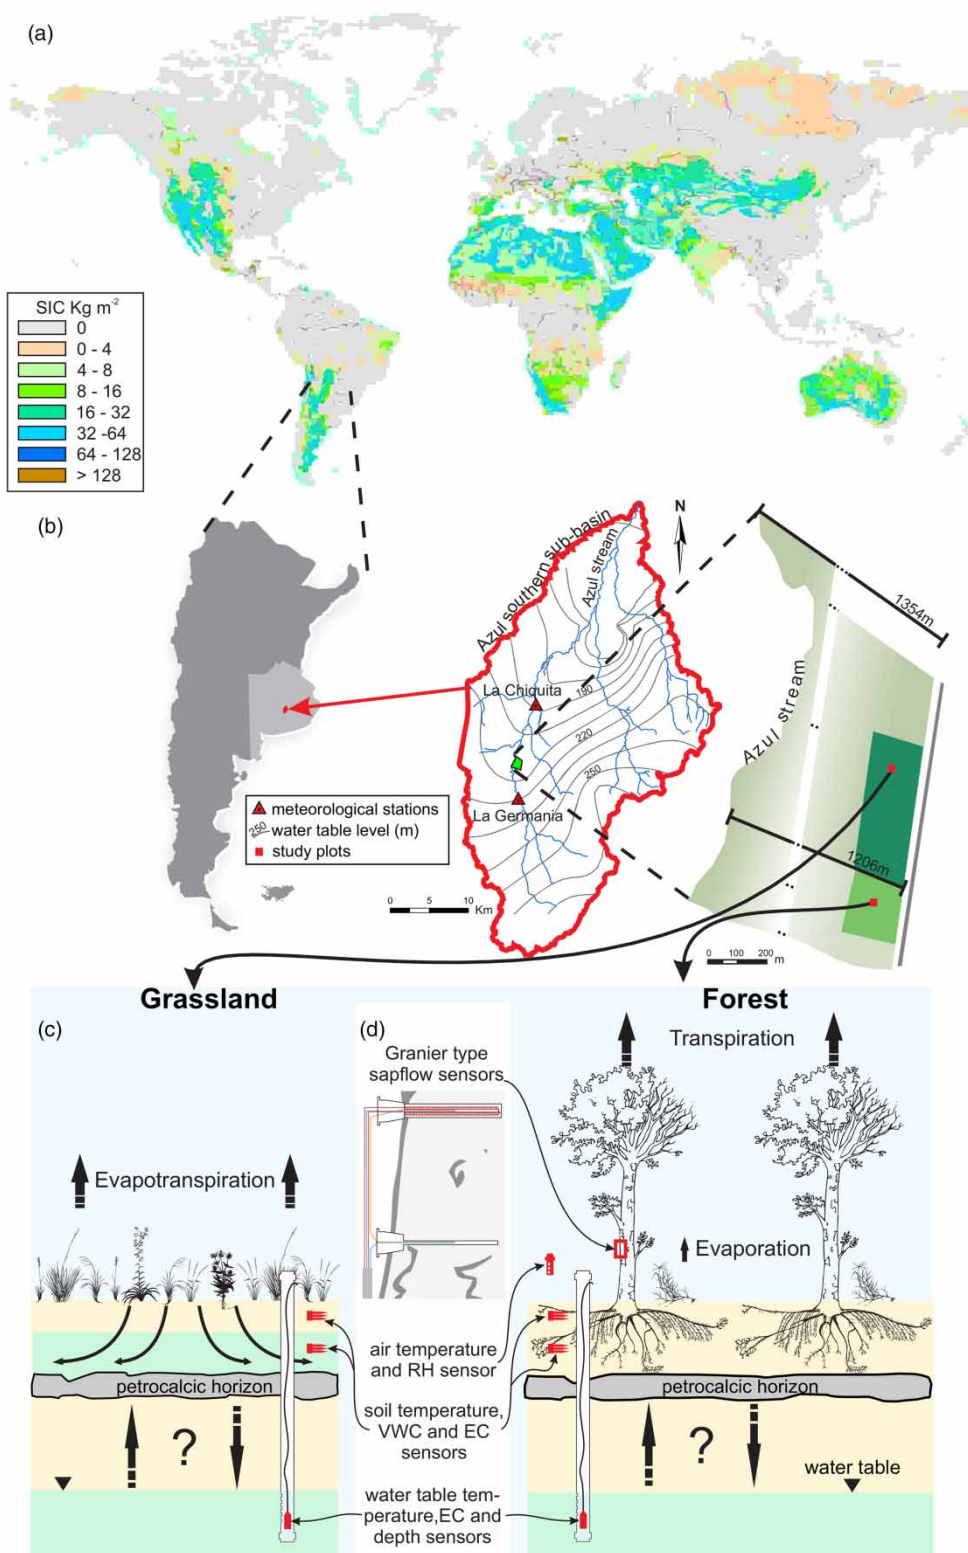 (a)
SIC Kg m-2
0
0 - 4
4 - 8
8 - 16
16 - 32
32 -64
64 - 128
> 128
(b)
Azul southern sub-basin
Azul stream
N
1354m
La Chiquita
190
220
250
Azul stream
meteorological stations
250 water table level (m)
study plots
La Germania
1206m
0 5 10
Km
0 100 200
m
Grassland
Forest
(c)
(d)
Transpiration
Granier type
sapflow sensors
Evapotranspiration
Evaporation
air temperature
and RH sensor
petrocalcic horizon
petrocalcic horizon
soil temperature,
VWC and EC
sensors
?
?
water table
water table tem-
perature,EC and
depth sensors